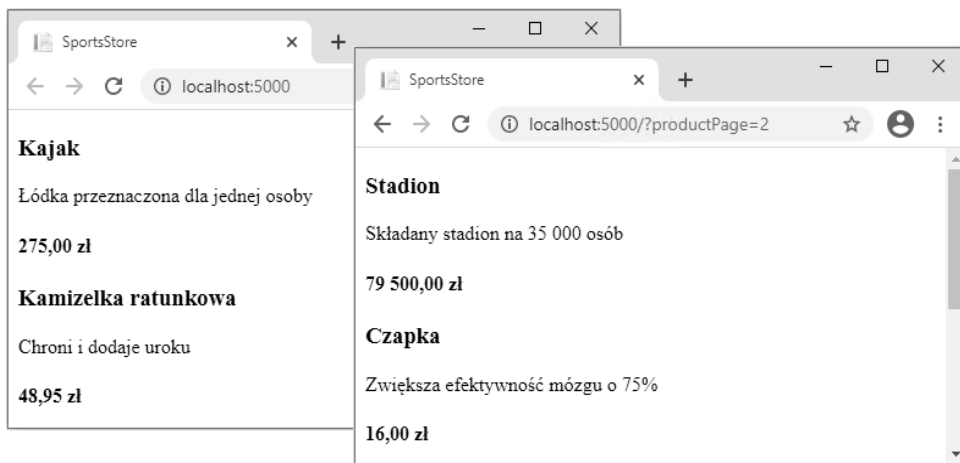 SportsStore
localhost:5000
Kajak
Łódka przeznaczona dla jednej osoby
275,00 zł
Kamizelka ratunkowa
Chroni i dodaje uroku
48,95 zł
SportsStore
localhost:5000/?productPage=2
Stadion
Składany stadion na 35 000 osób
79 500,00 zł
Czapka
Zwiększa efektywność mózgu o 75%
16,00 zł